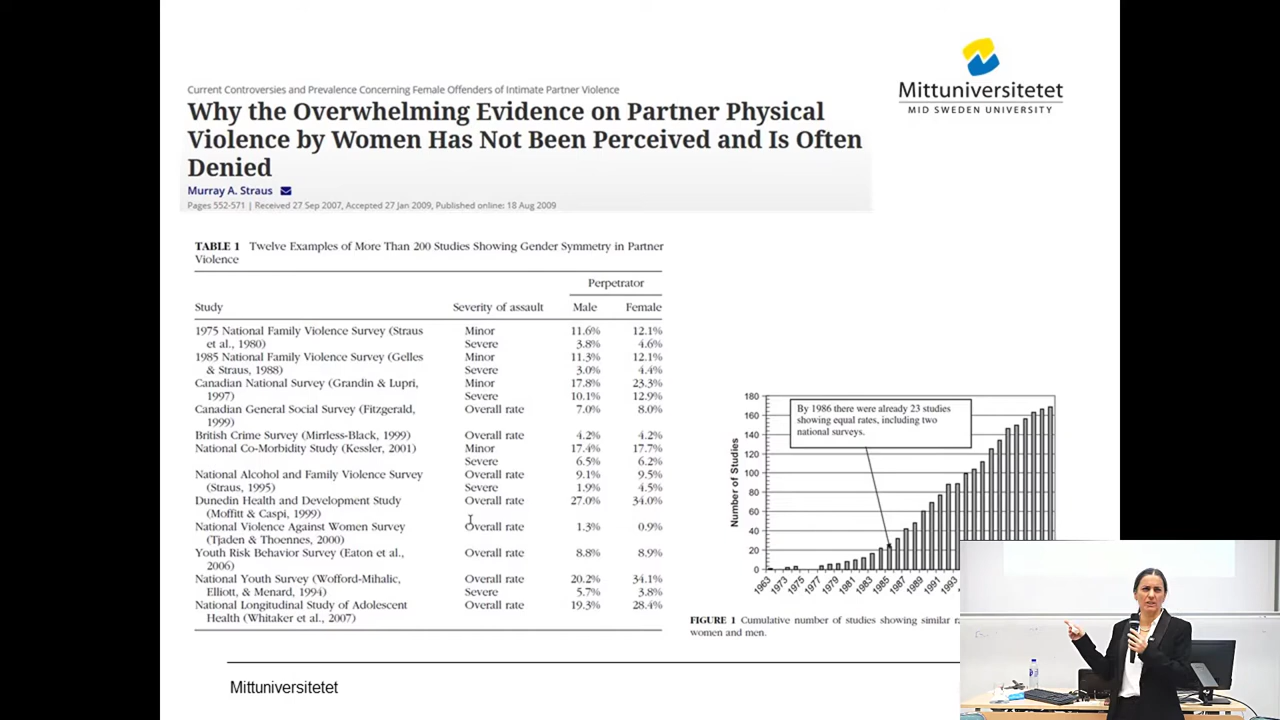 Mittuniversitetet
MID SWEDEN UNIVERSITY
Current Controversies and Prevalence Concerning Female Offenders of Intimate Partner Violence
Why the Overwhelming Evidence on Partner Physical
Violence by Women Has Not Been Perceived and Is Often
Denied
Murray A. Straus
Pages 552-571 | Received 27 Sep 2007, Accepted 27 Jan 2009, Published online: 18 Aug 2009
TABLE 1 Twelve Examples of More Than 200 Studies Showing Gender Symmetry in Partner
Violence
Perpetrator
Study Severity of assault Male Female
1975 National Family Violence Survey (Straus Minor 11.6% 12.1%
et al., 1980) Severe 3.8% 4.6%
1985 National Family Violence Survey (Gelles Minor 11.3% 12.1%
& Straus, 1988) Severe 3.0% 4.4%
Canadian National Survey (Grandin & Lupri, Minor 17.8% 23.3%
1997) Severe 10.1% 12.9%
Canadian General Social Survey (Fitzgerald, Overall rate 7.0% 8.0%
1999)
British Crime Survey (Mirrless-Black, 1999) Overall rate 4.2% 4.2%
National Co-Morbidity Study (Kessler, 2001) Minor 17.4% 17.7%
Severe 6.5% 6.2%
National Alcohol and Family Violence Survey Overall rate 9.1% 9.5%
(Straus, 1995) Severe 1.9% 4.5%
Dunedin Health and Development Study Overall rate 27.0% 34.0%
(Moffitt & Caspi, 1999)
National Violence Against Women Survey Overall rate 1.3% 0.9%
(Tjaden & Thoennes, 2000)
Youth Risk Behavior Survey (Eaton et al., Overall rate 8.8% 8.9%
2006)
National Youth Survey (Wofford-Mihalic, Overall rate 20.2% 34.1%
Elliott, & Menard, 1994) Severe 5.7% 3.8%
National Longitudinal Study of Adolescent Overall rate 19.3% 28.4%
Health (Whitaker et al., 2007)
Number of Studies
180
160
140
120
100
80
60
40
20
0
By 1986 there were already 23 studies
showing equal rates, including two
national surveys.
1963 1973 1975 1977 1979 1981 1983 1985 1987 1989 1991 1993
FIGURE 1 Cumulative number of studies showing similar
women and men.
Mittuniversitetet